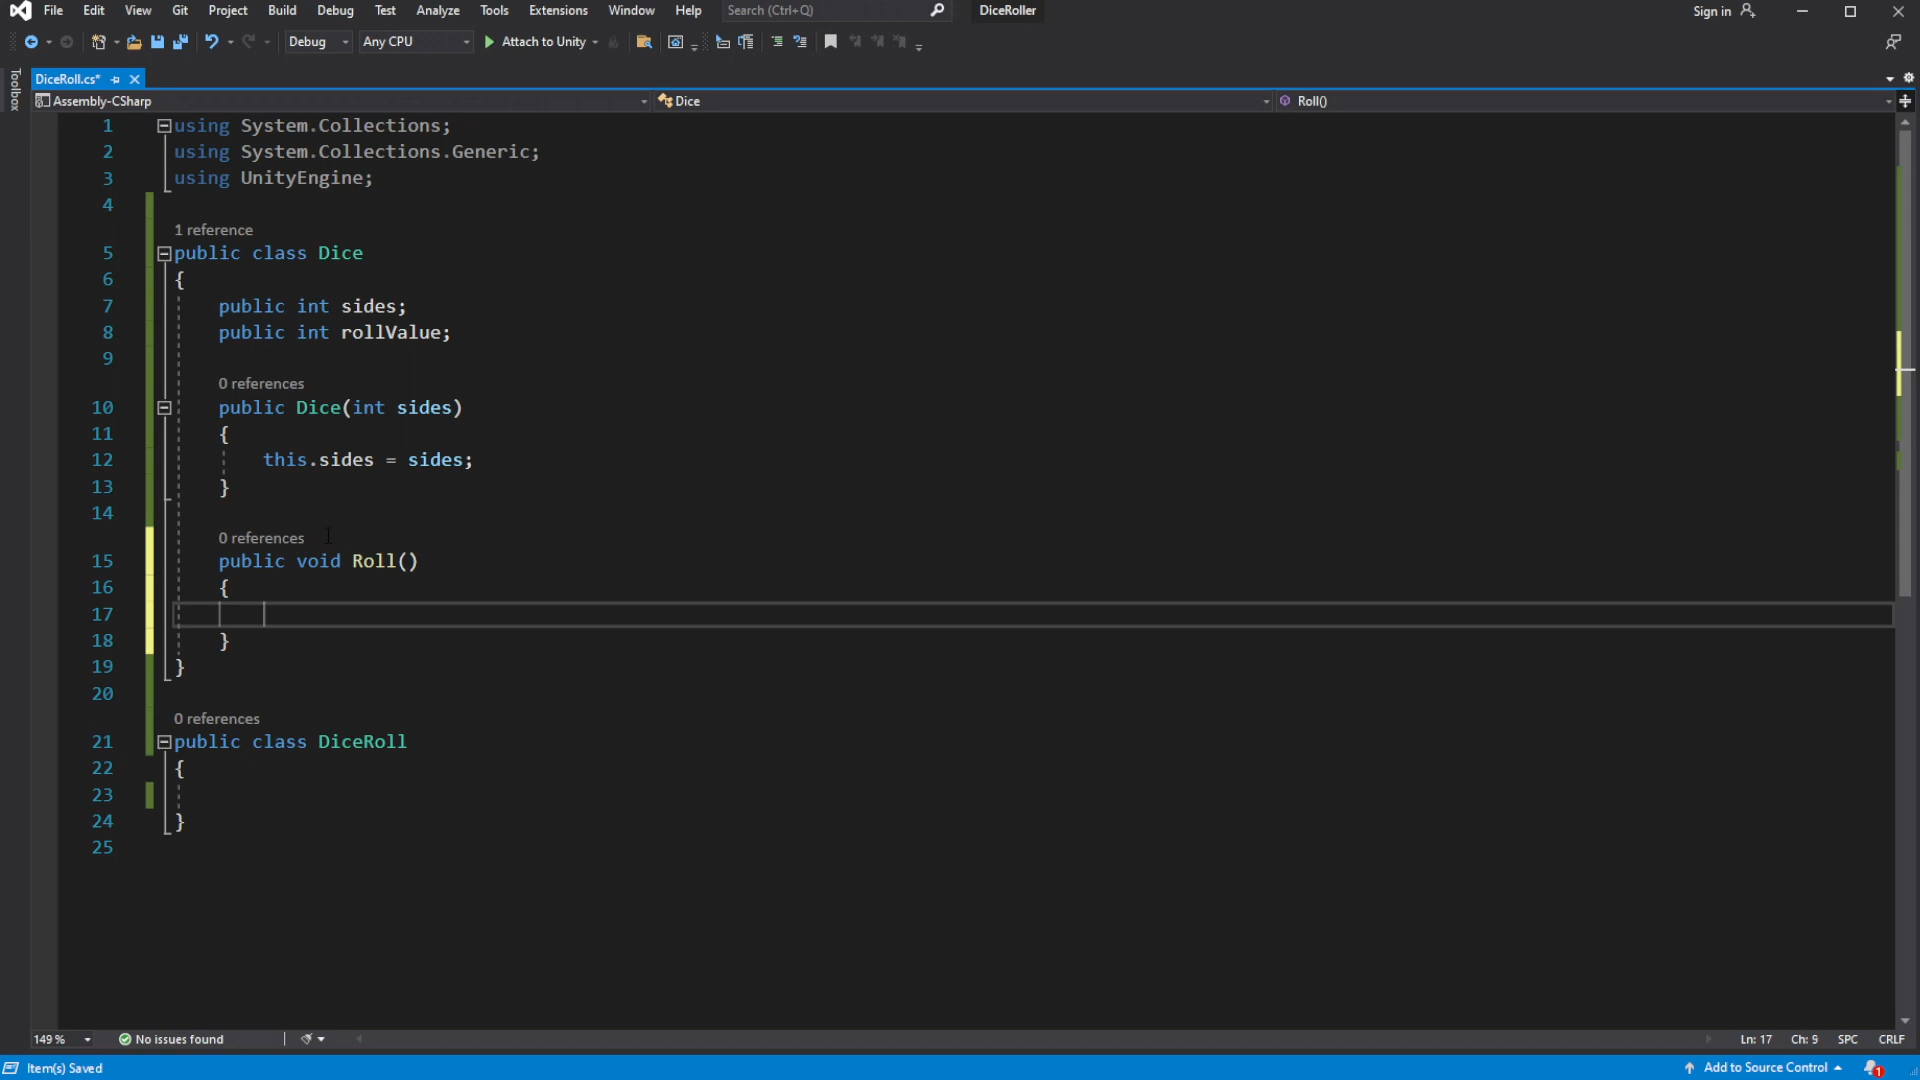 File Edit View Git Project Build Debug Test Analyze Tools Extensions Window Help Search (Ctrl+Q) DiceRoller Sign in
Debug Any CPU Attach to Unity
Toolbox
DiceRoll.cs*
Assembly-CSharp Dice Roll()
1 using System.Collections;
2 using System.Collections.Generic;
3 using UnityEngine;
4
1 reference
5 public class Dice
6 {
7 public int sides;
8 public int rollValue;
9
0 references
10 public Dice(int sides)
11 {
12 this.sides = sides;
13 }
14
0 references
15 public void Roll()
16 {
17
18 }
19 }
20
0 references
21 public class DiceRoll
22 {
23
24 }
25
149 % No issues found Ln: 17 Ch: 9 SPC CRLF
Item(s) Saved Add to Source Control 1